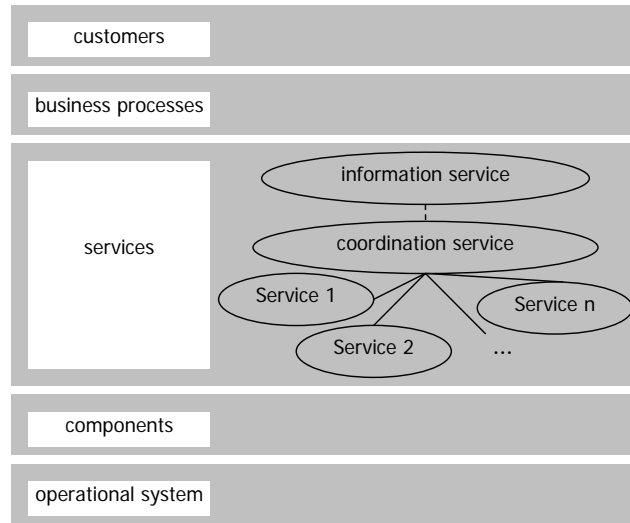 customers
business processes
services
information service
coordination service
Service 1
Service n
Service 2
...
components
operational system